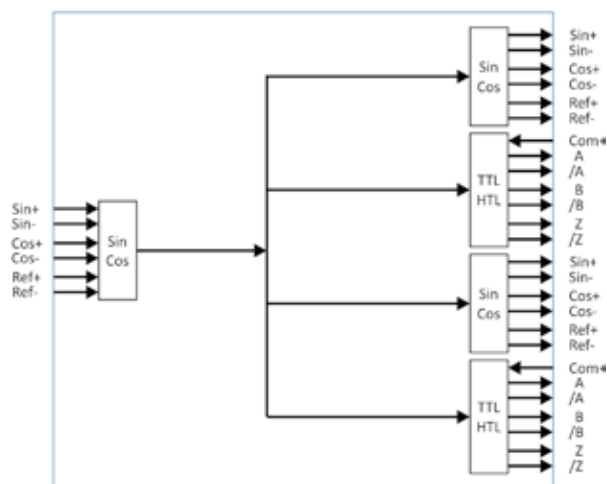 Sin+
Sin-
Cos+
Cos-
Ref+
Ref-
Sin
Cos
Sin
Cos
Sin+
Sin-
Cos+
Cos-
Ref+
Ref-
TTL
HTL
Com+
A
/A
B
/B
Z
/Z
Sin
Cos
Sin+
Sin-
Cos+
Cos-
Ref+
Ref-
TTL
HTL
Com+
A
/A
B
/B
Z
/Z